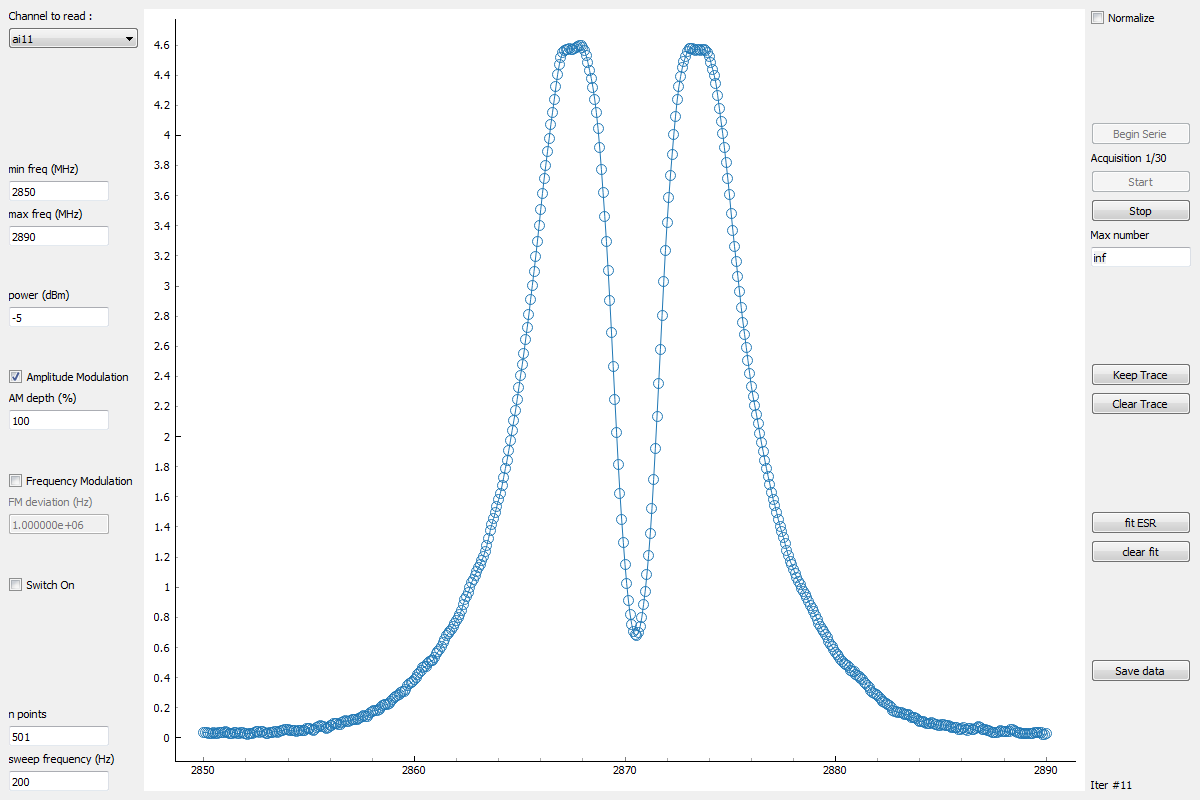 Channel to read :
ai11
min freq (MHz)
2850
max freq (MHz)
2890
power (dBm)
-5
Amplitude Modulation
AM depth (%)
100
Frequency Modulation
FM deviation (Hz)
1.000000e+06
Switch On
n points
501
sweep frequency (Hz)
200
4.6
4.4
4.2
4
3.8
3.6
3.4
3.2
3
2.8
2.6
2.4
2.2
2
1.8
1.6
1.4
1.2
1
0.8
0.6
0.4
0.2
0
2850
2860
2870
2880
2890
Normalize
Begin Serie
Acquisition 1/30
Start
Stop
Max number
inf
Keep Trace
Clear Trace
fit ESR
clear fit
Save data
Iter #11